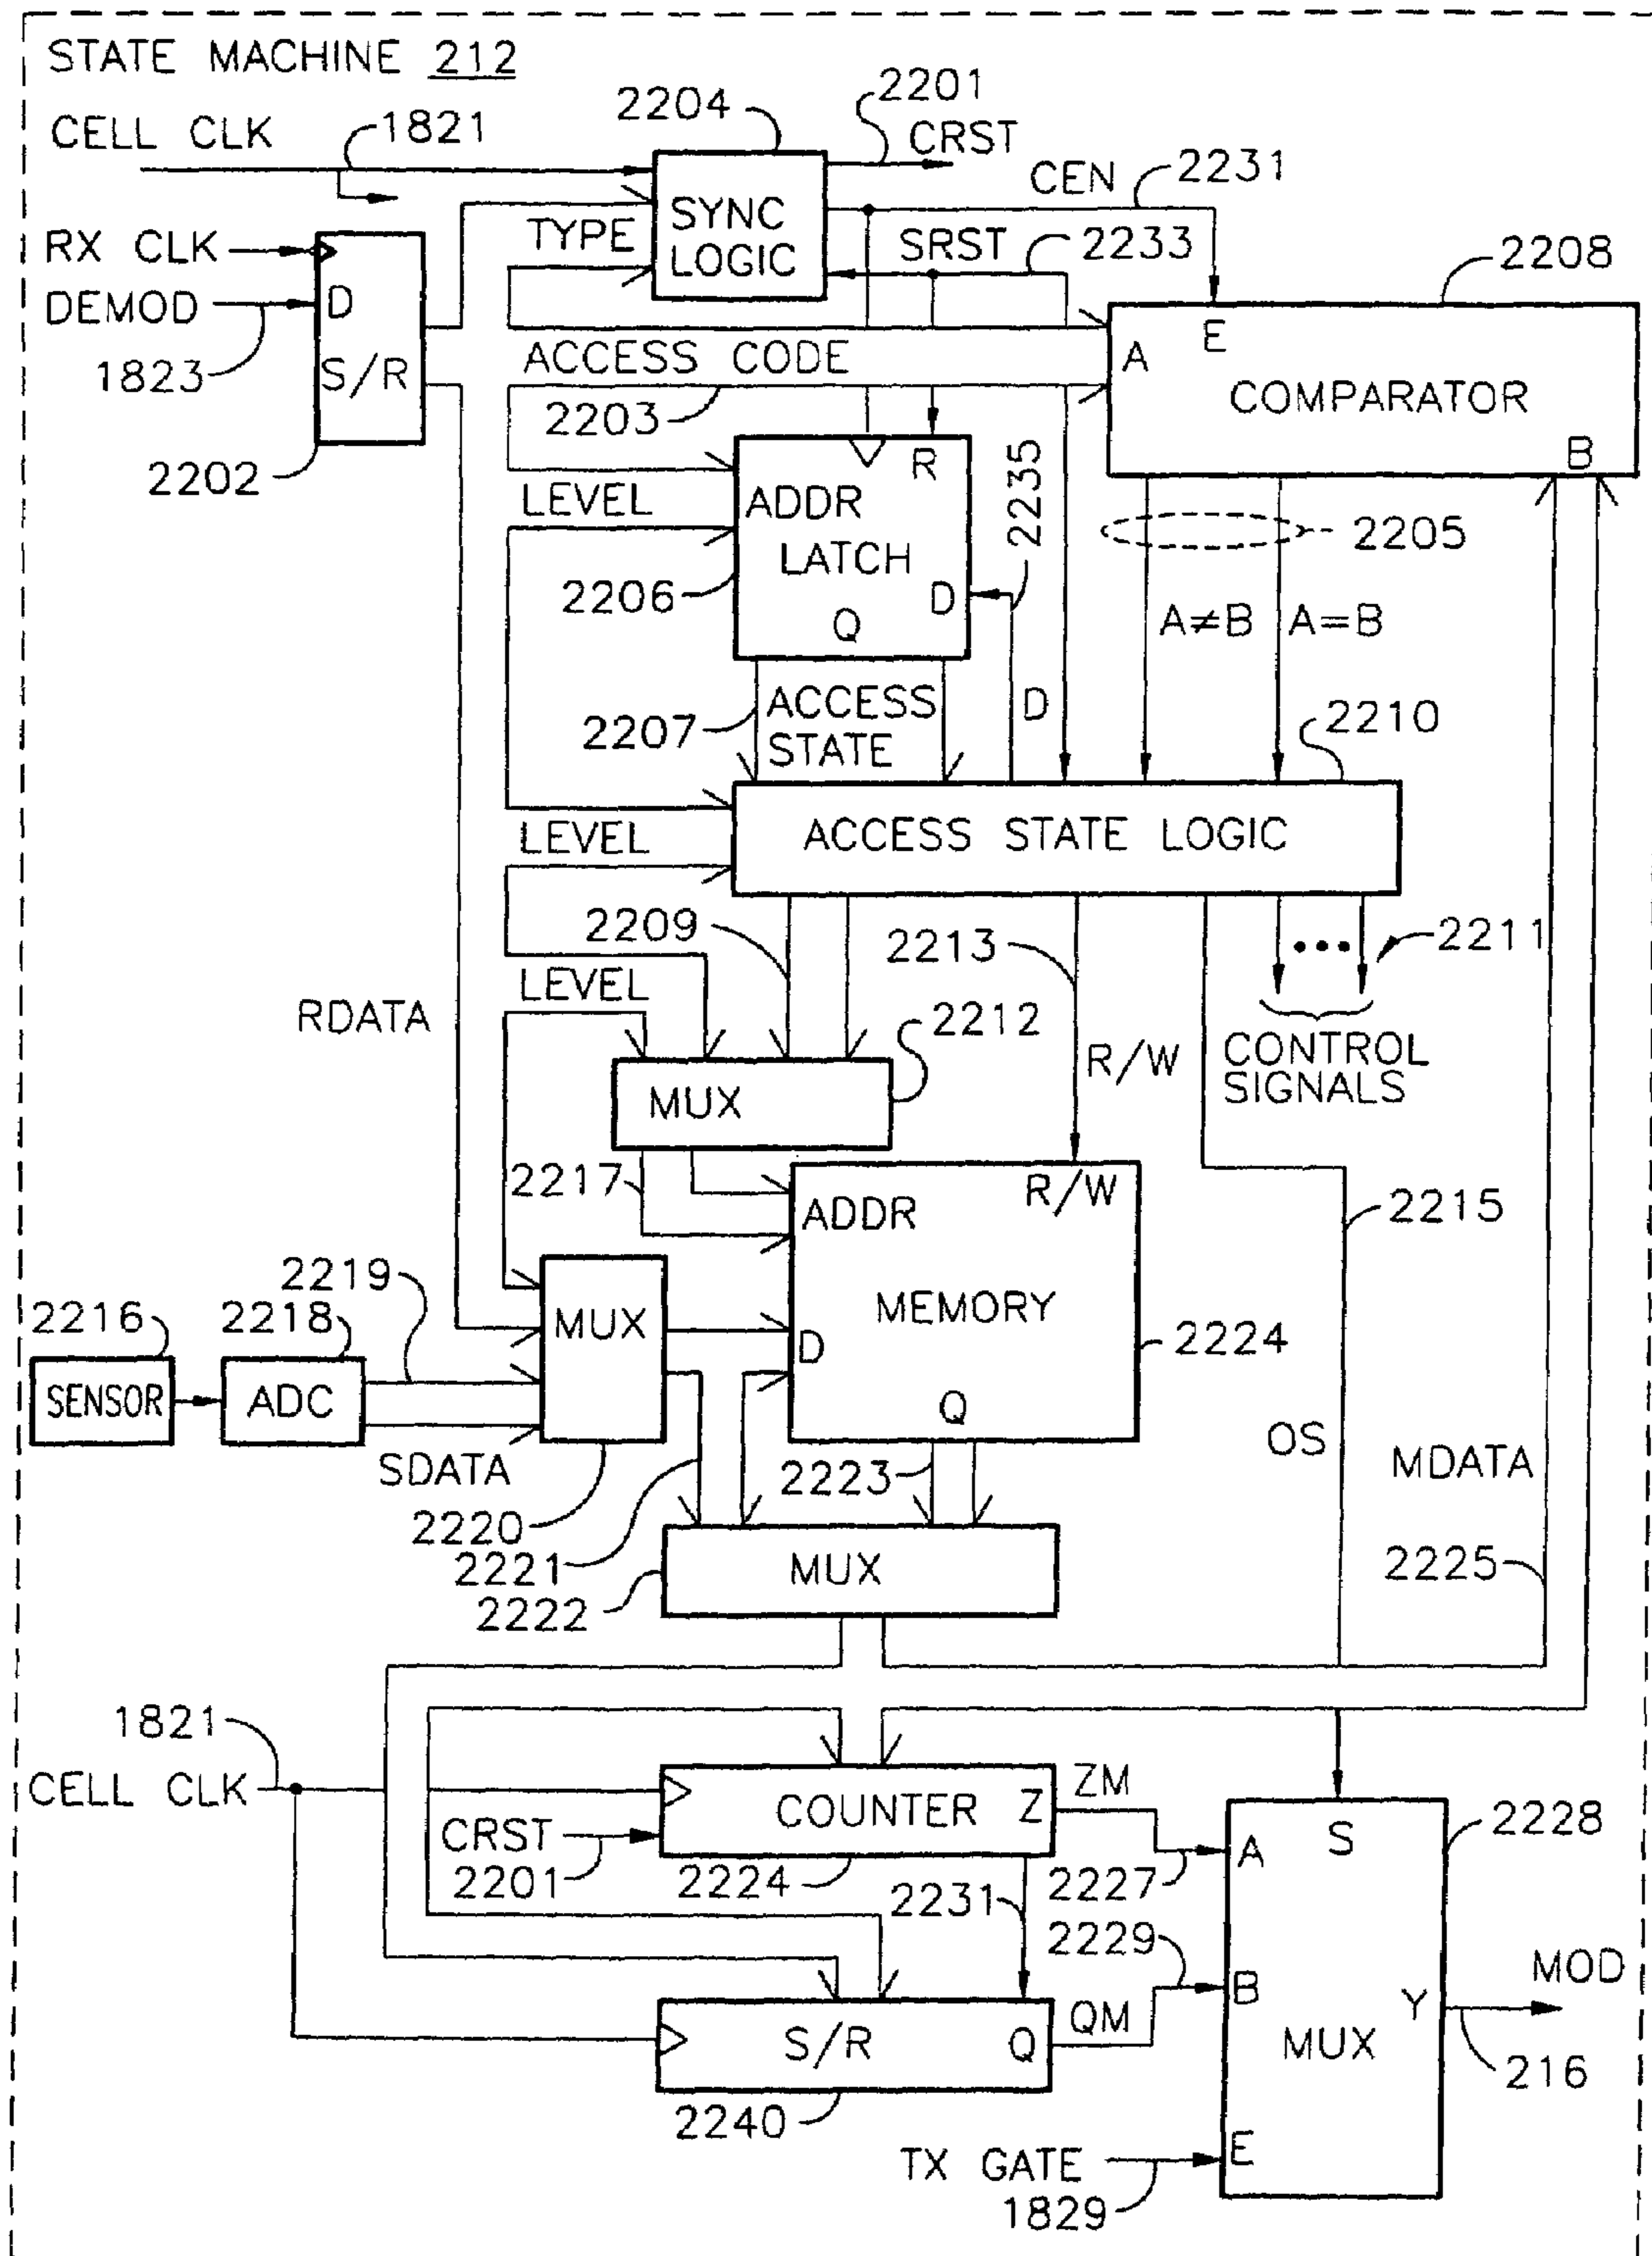 STATE MACHINE 212
2204
2201
CELL CLK
1821
CRST
CEN
2231
SYNC
LOGIC
TYPE
RX CLK
SRST
2233
2208
DEMOD
D
S/R
1823
2202
ACCESS CODE
2203
A
E
COMPARATOR
B
R
LEVEL
ADDR
LATCH
2206
D
Q
2235
2205
A≠B
A=B
2207
ACCESS
STATE
D
2210
ACCESS STATE LOGIC
LEVEL
2209
2213
2211
LEVEL
RDATA
2212
R/W
CONTROL
SIGNALS
MUX
2217
ADDR
R/W
2215
2219
2216
2218
MUX
MEMORY
2224
D
SENSOR
ADC
Q
SDATA
2223
OS
MDATA
2220
2221
MUX
2222
2225
1821
CELL CLK
ZM
COUNTER
Z
CRST
2201
2224
2231
2227
2229
A
S
2228
B
MOD
Y
MUX
QM
S/R
Q
216
2240
TX GATE
E
1829